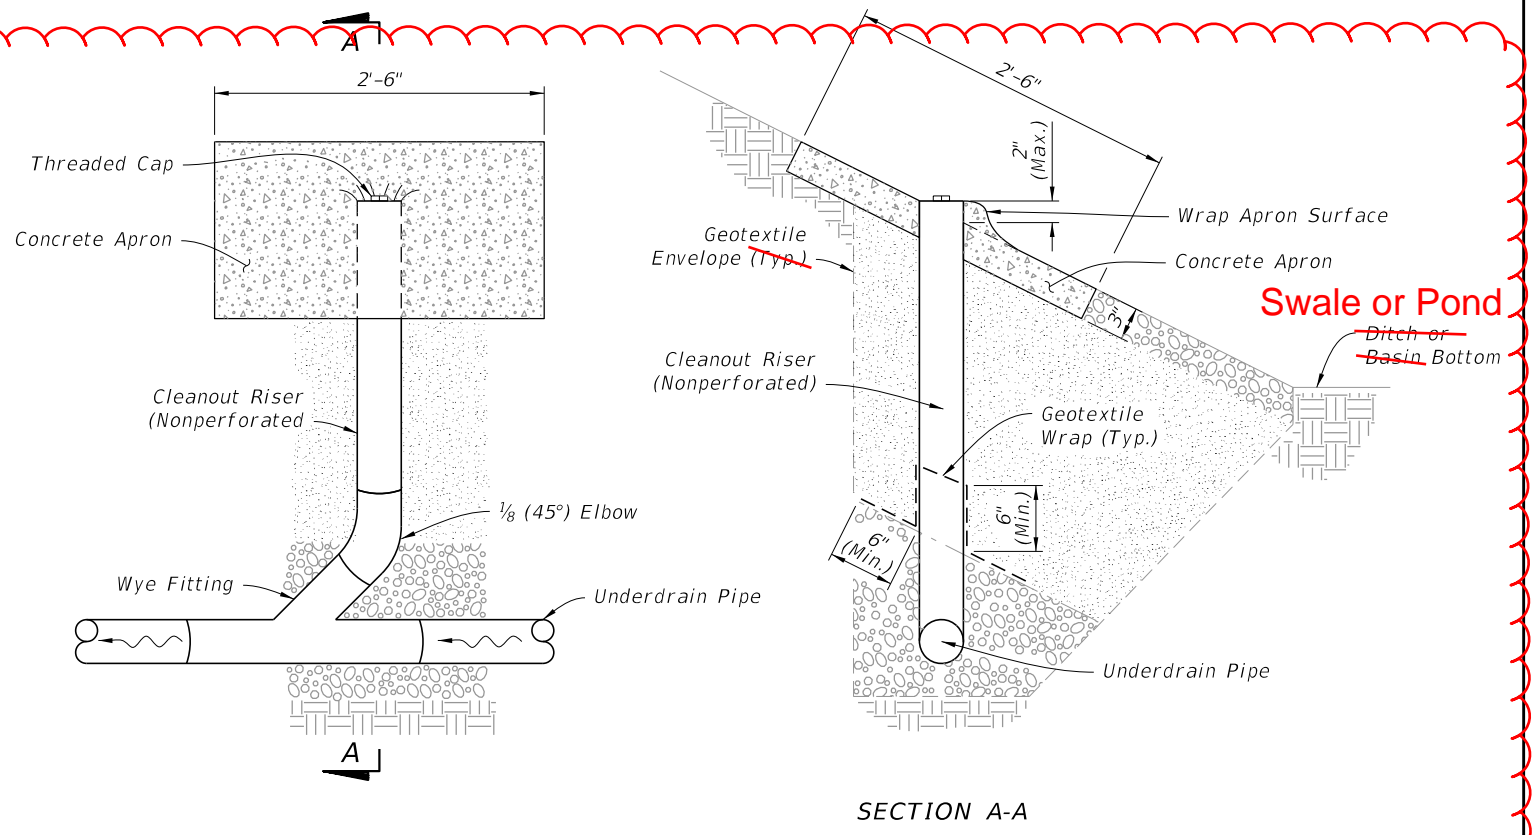 A
2'-6"
Threaded Cap
Concrete Apron
Cleanout Riser
(Nonperforated
⅛ (45°) Elbow
Wye Fitting
Underdrain Pipe
A
2'-6"
2"
(Max.)
Wrap Apron Surface
Geotextile
Envelope (Typ.)
Concrete Apron
Swale or Pond
3"
Ditch or
Basin Bottom
Cleanout Riser
(Nonperforated)
Geotextile
Wrap (Typ.)
6"
(Min.)
6"
(Min.)
Underdrain Pipe
SECTION A-A